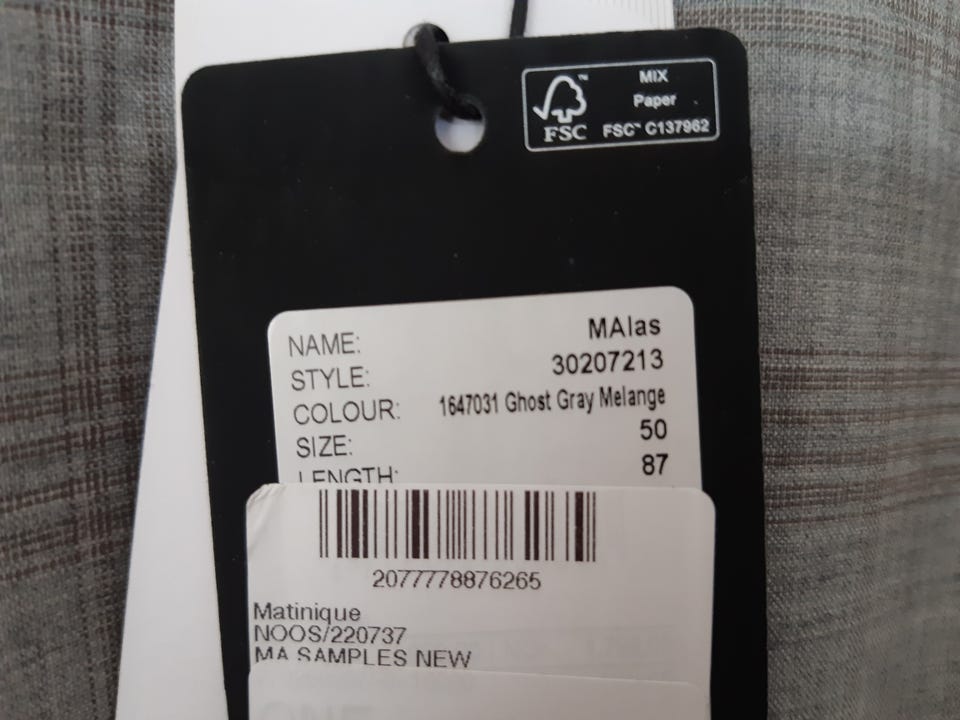 MIX
Paper
FSC™ FSC™ C137962
NAME: MAlas
STYLE: 30207213
COLOUR: 1647031 Ghost Gray Melange
SIZE: 50
LENGTH: 87
2077778876265
Matinique
NOOS/220737
MA SAMPLES NEW